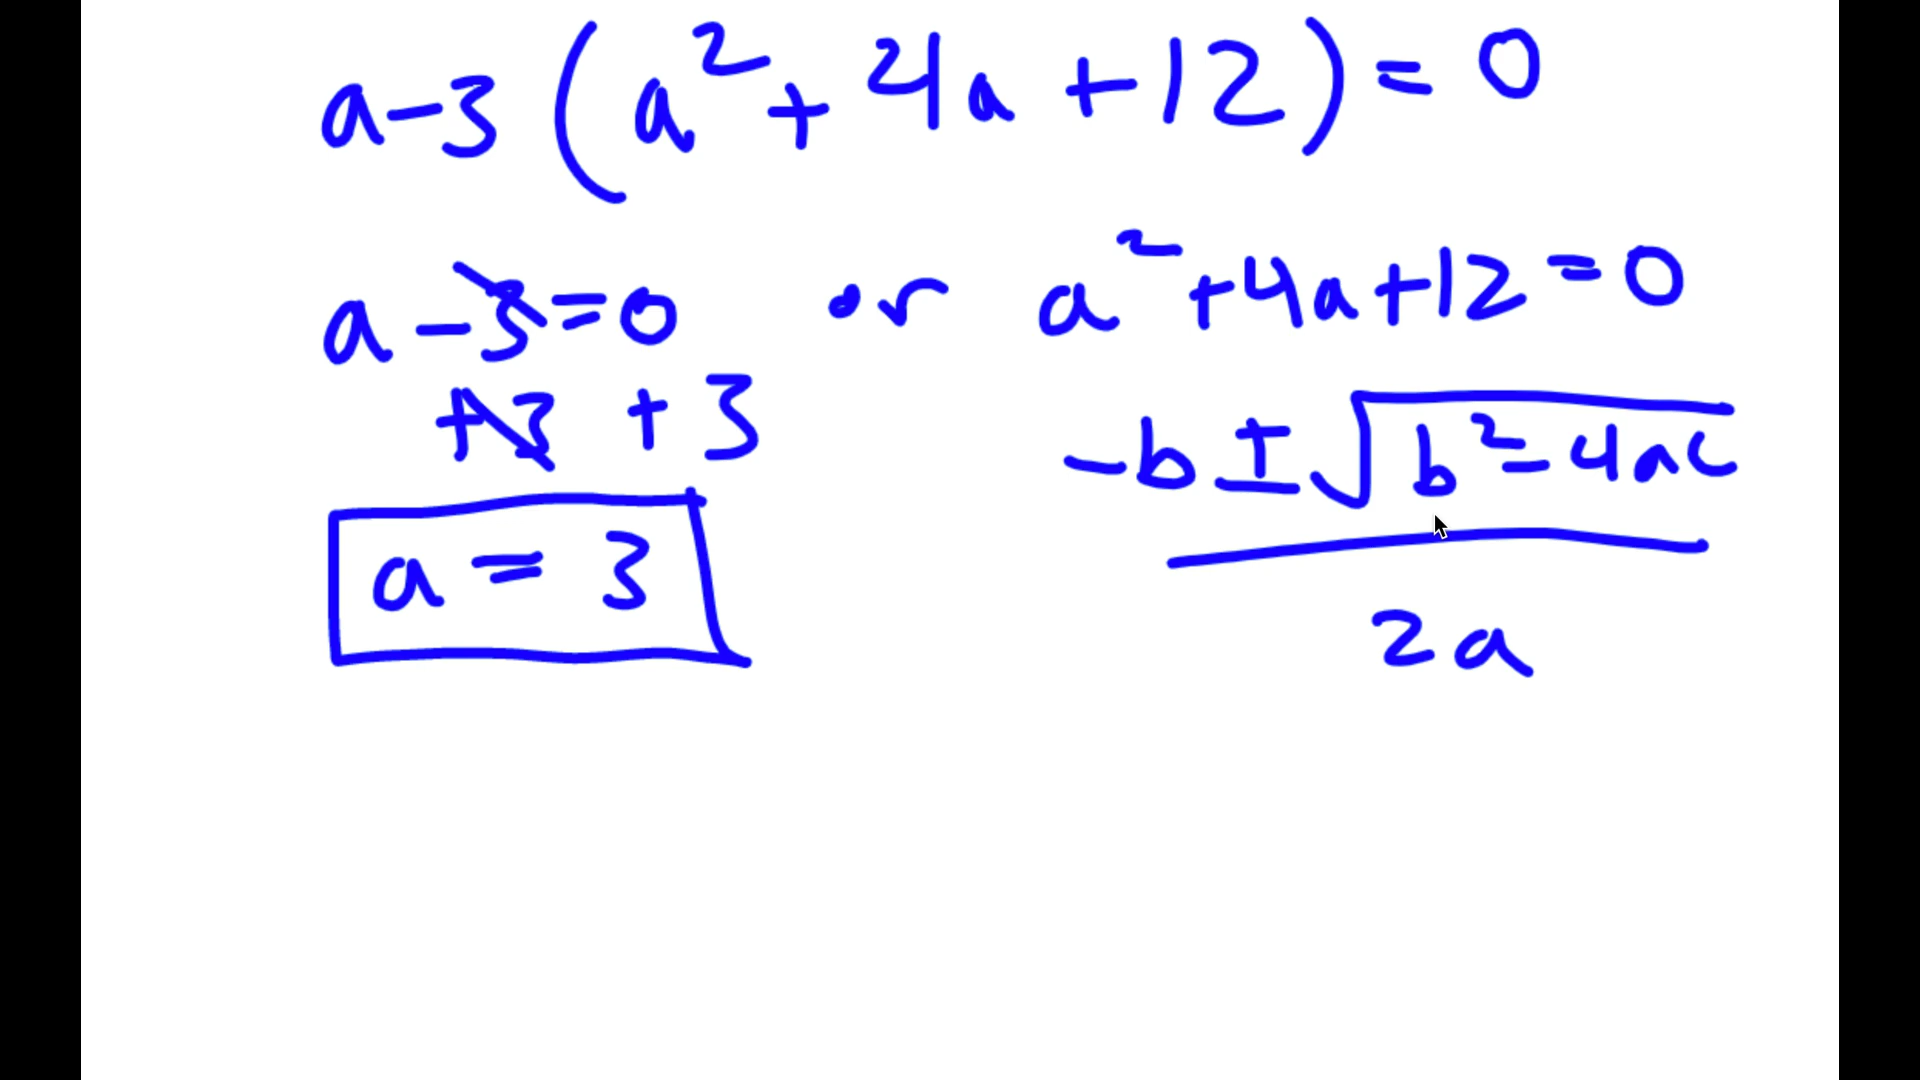 a-3(a²+4a+12)=0
a-3=0 or a²+4a+12=0
+3 +3
-b±√b²-4ac
a=3
2a